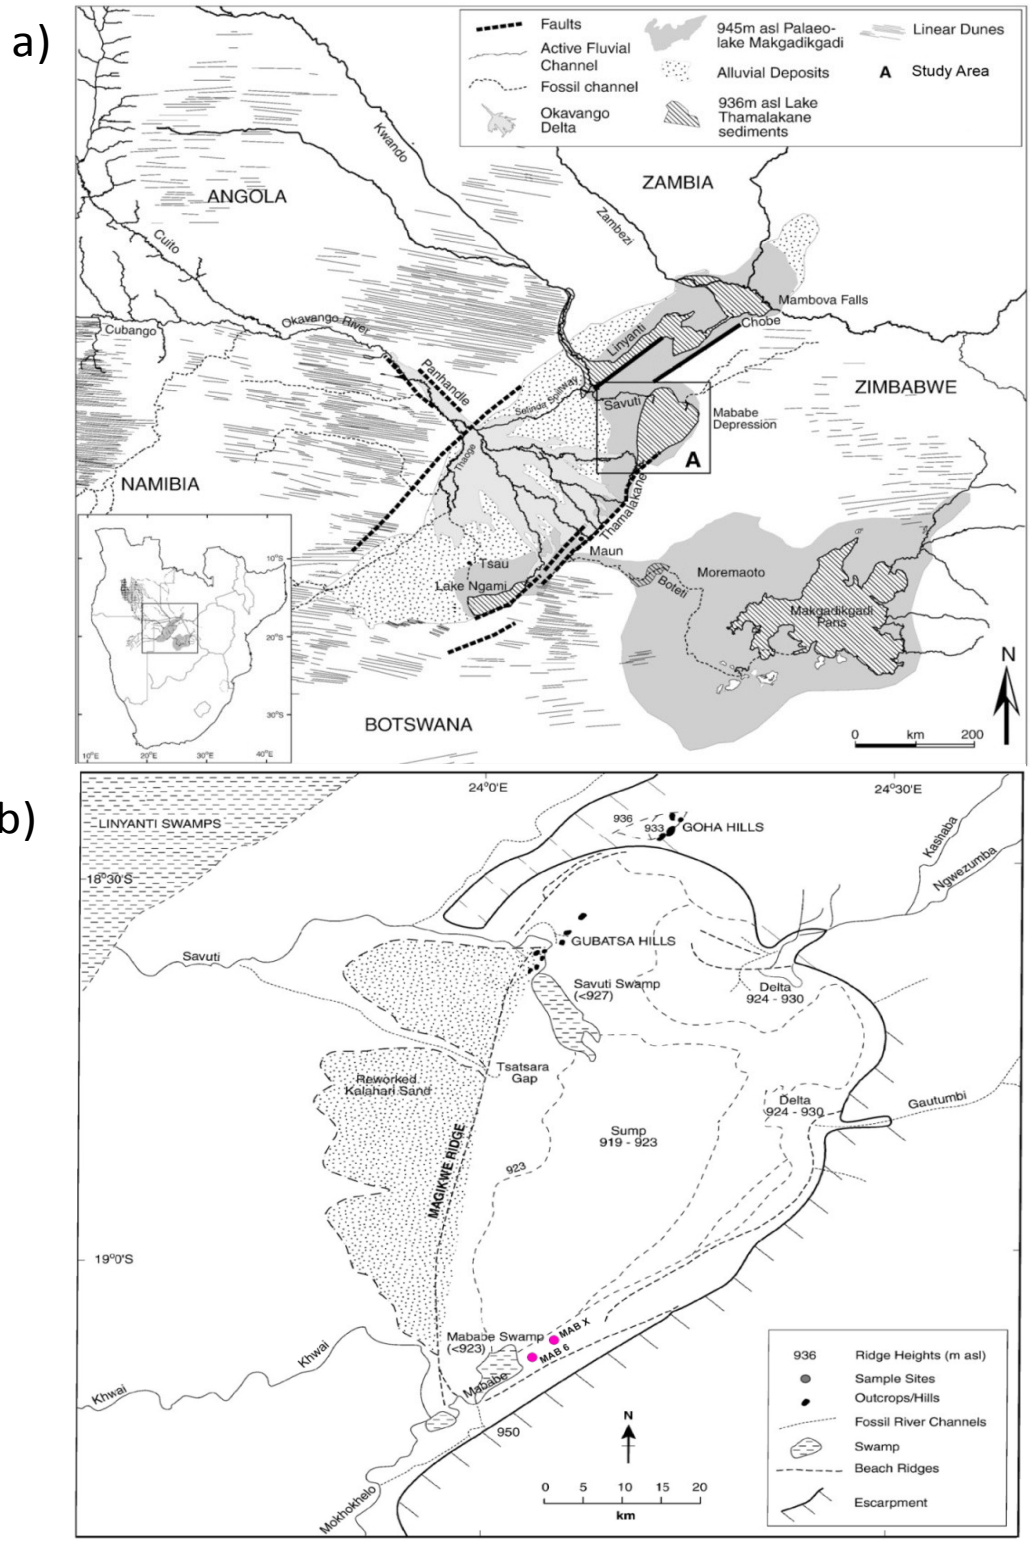 a)
Faults
Active Fluvial
Channel
Fossil channel
Okavango
Delta
945m asl Palaeo-
lake Makgadikgadi
Alluvial Deposits
936m asl Lake
Thamalakane
sediments
Linear Dunes
A Study Area
Kwando
ANGOLA
ZAMBIA
Zambezi
Cuito
Mambova Falls
Cubango
Okavango River
Linyanti
Chobe
Panhandle
Selinda Spillway
ZIMBABWE
Savuti
Mababe
Depression
Thaoge
A
NAMIBIA
Thamalakane
Maun
Tsau
Moremaoto
Lake Ngami
Boteti
Makgadikgadi
Pans
10°S
20°S
30°S
10°E
20°E
30°E
40°E
BOTSWANA
N
0 km 200
b)
24°0'E
24°30'E
LINYANTI SWAMPS
936
933
GOHA HILLS
Kashaba
Ngwezumba
18°30'S
Savuti
GUBATSA HILLS
Savuti Swamp
(<927)
Delta
924 - 930
Tsatsara
Gap
Reworked
Kalahari Sand
Delta
924 - 930
Gautumbi
Sump
919 - 923
MAGIKWE RIDGE
923
19°0'S
Mababe Swamp
(<923)
MAB X
MAB 6
Khwai
Khwai
Mababe
950
Mokhokhelo
N
0 5 10 15 20
km
936 Ridge Heights (m asl)
Sample Sites
Outcrops/Hills
Fossil River Channels
Swamp
Beach Ridges
Escarpment